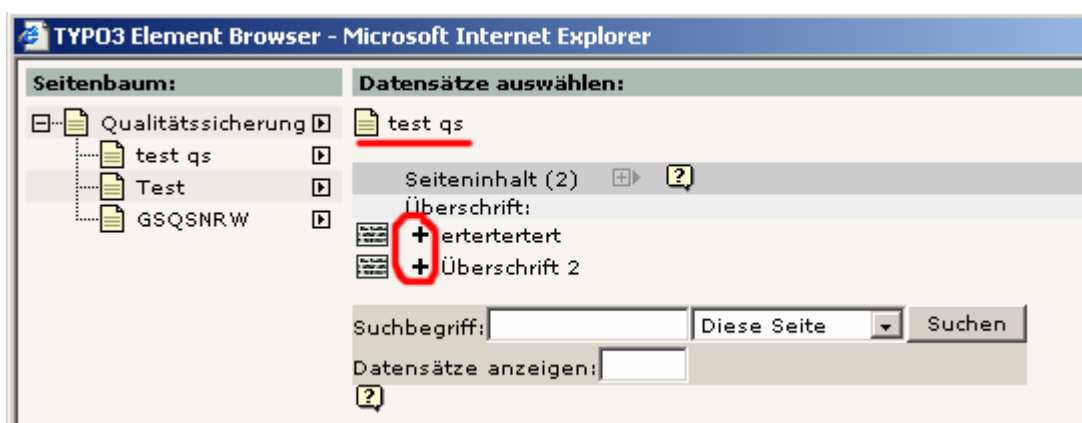 TYPO3 Element Browser - Microsoft Internet Explorer
Seitenbaum:
Qualitätssicherung
test qs
Test
GSQSNRW
Datensätze auswählen:
test qs
Seiteninhalt (2)
Überschrift:
ertertertert
Überschrift 2
Suchbegriff: Diese Seite Suchen
Datensätze anzeigen: